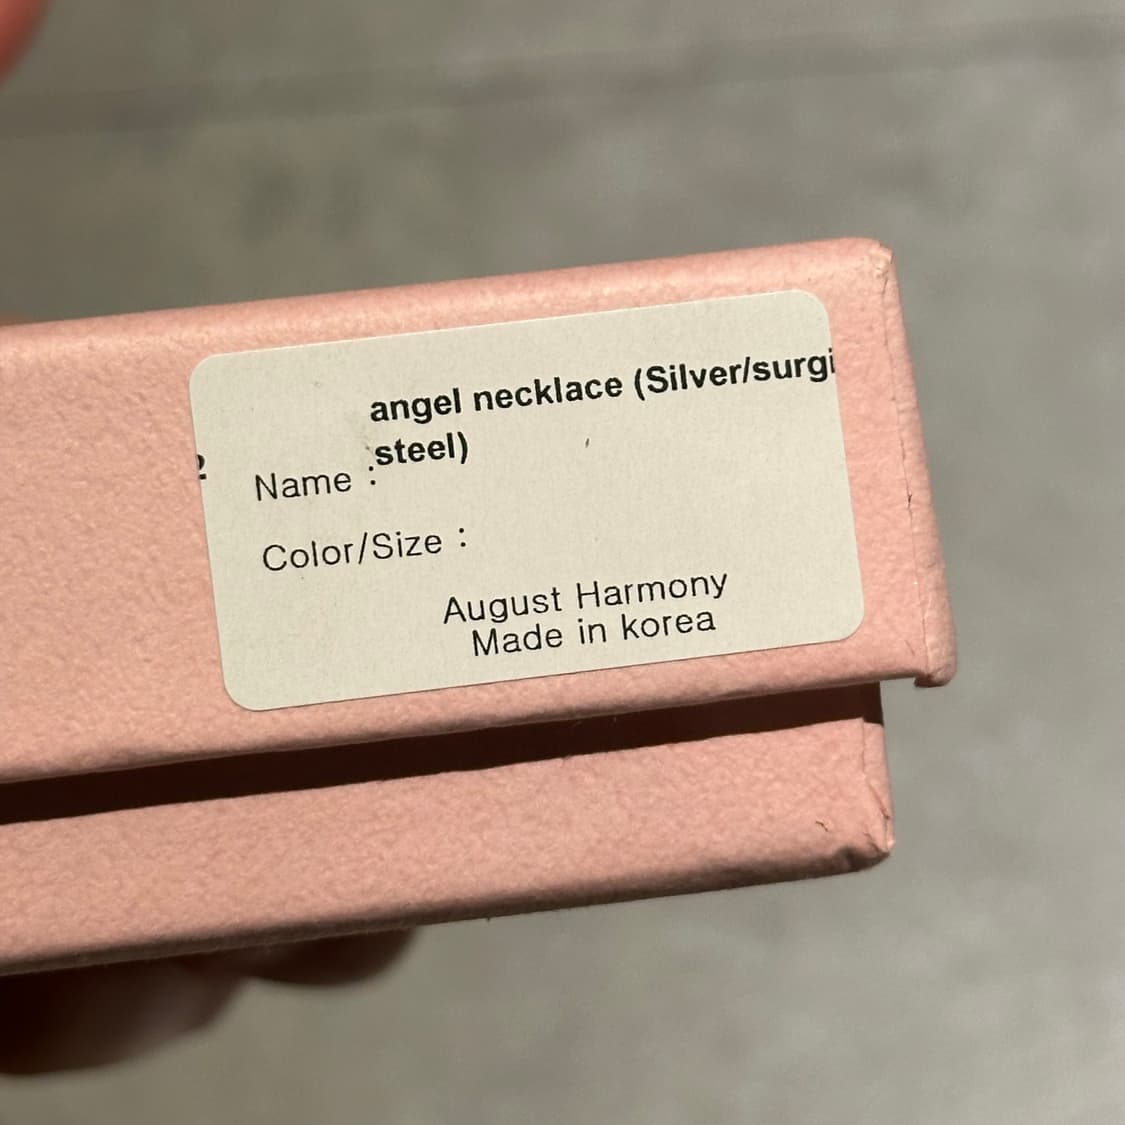 angel necklace (Silver/surgi
steel)
Name :
Color/Size :
August Harmony
Made in korea